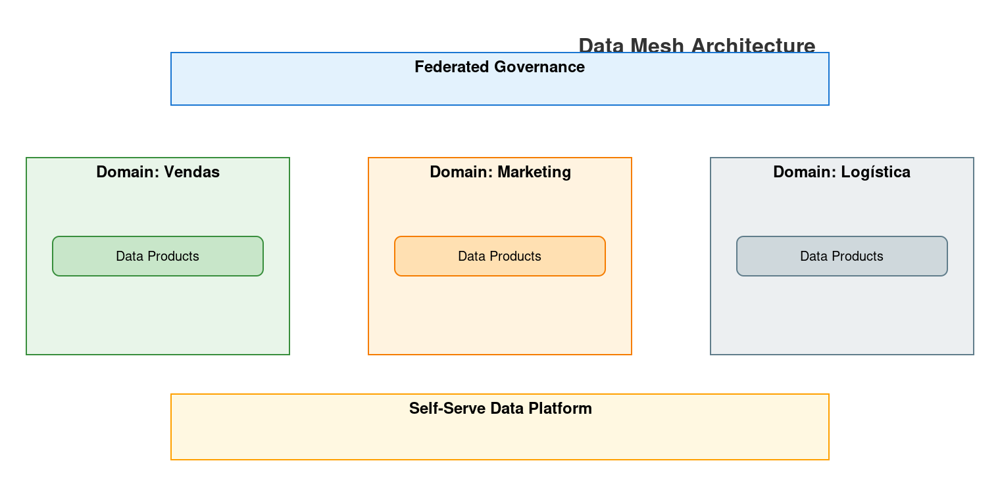 Data Mesh Architecture
Federated Governance
Domain: Vendas
Domain: Marketing
Domain: Logística
Data Products
Data Products
Data Products
Self-Serve Data Platform